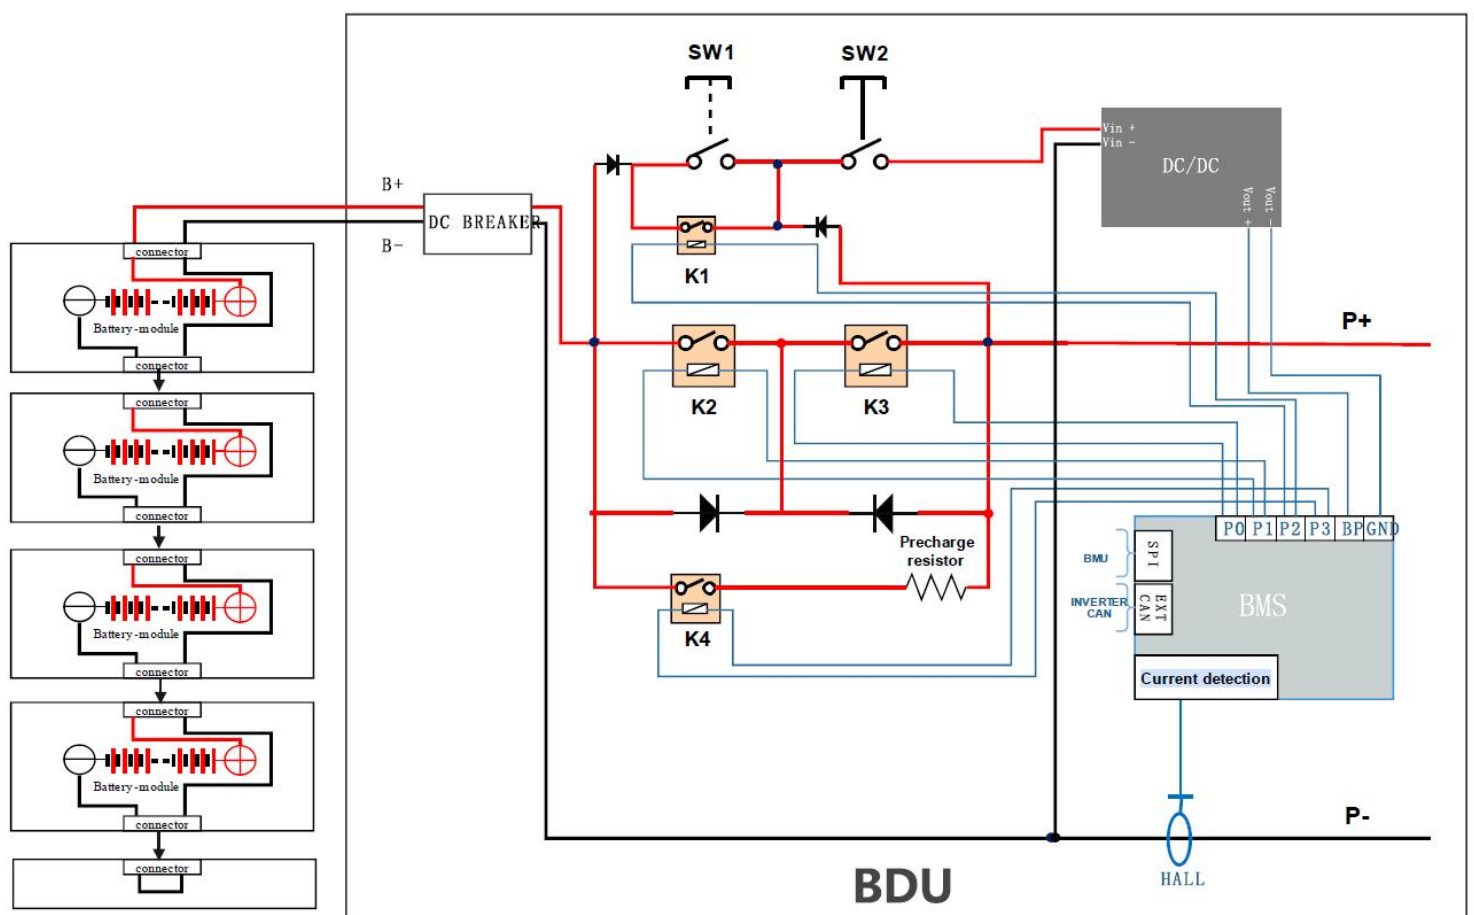 SW1
SW2
Vin +
Vin -
DC/DC
Vout +
Vout -
B+
DC BREAKER
B-
connector
Battery-module
connector
K1
P+
K2
K3
connector
Battery-module
connector
Precharge
resistor
P0
P1
P2
P3
BP
GND
BMU
SPI
INVERTER
CAN
EXT
CAN
BMS
K4
connector
Battery-module
connector
Current detection
connector
Battery-module
connector
P-
connector
HALL
BDU